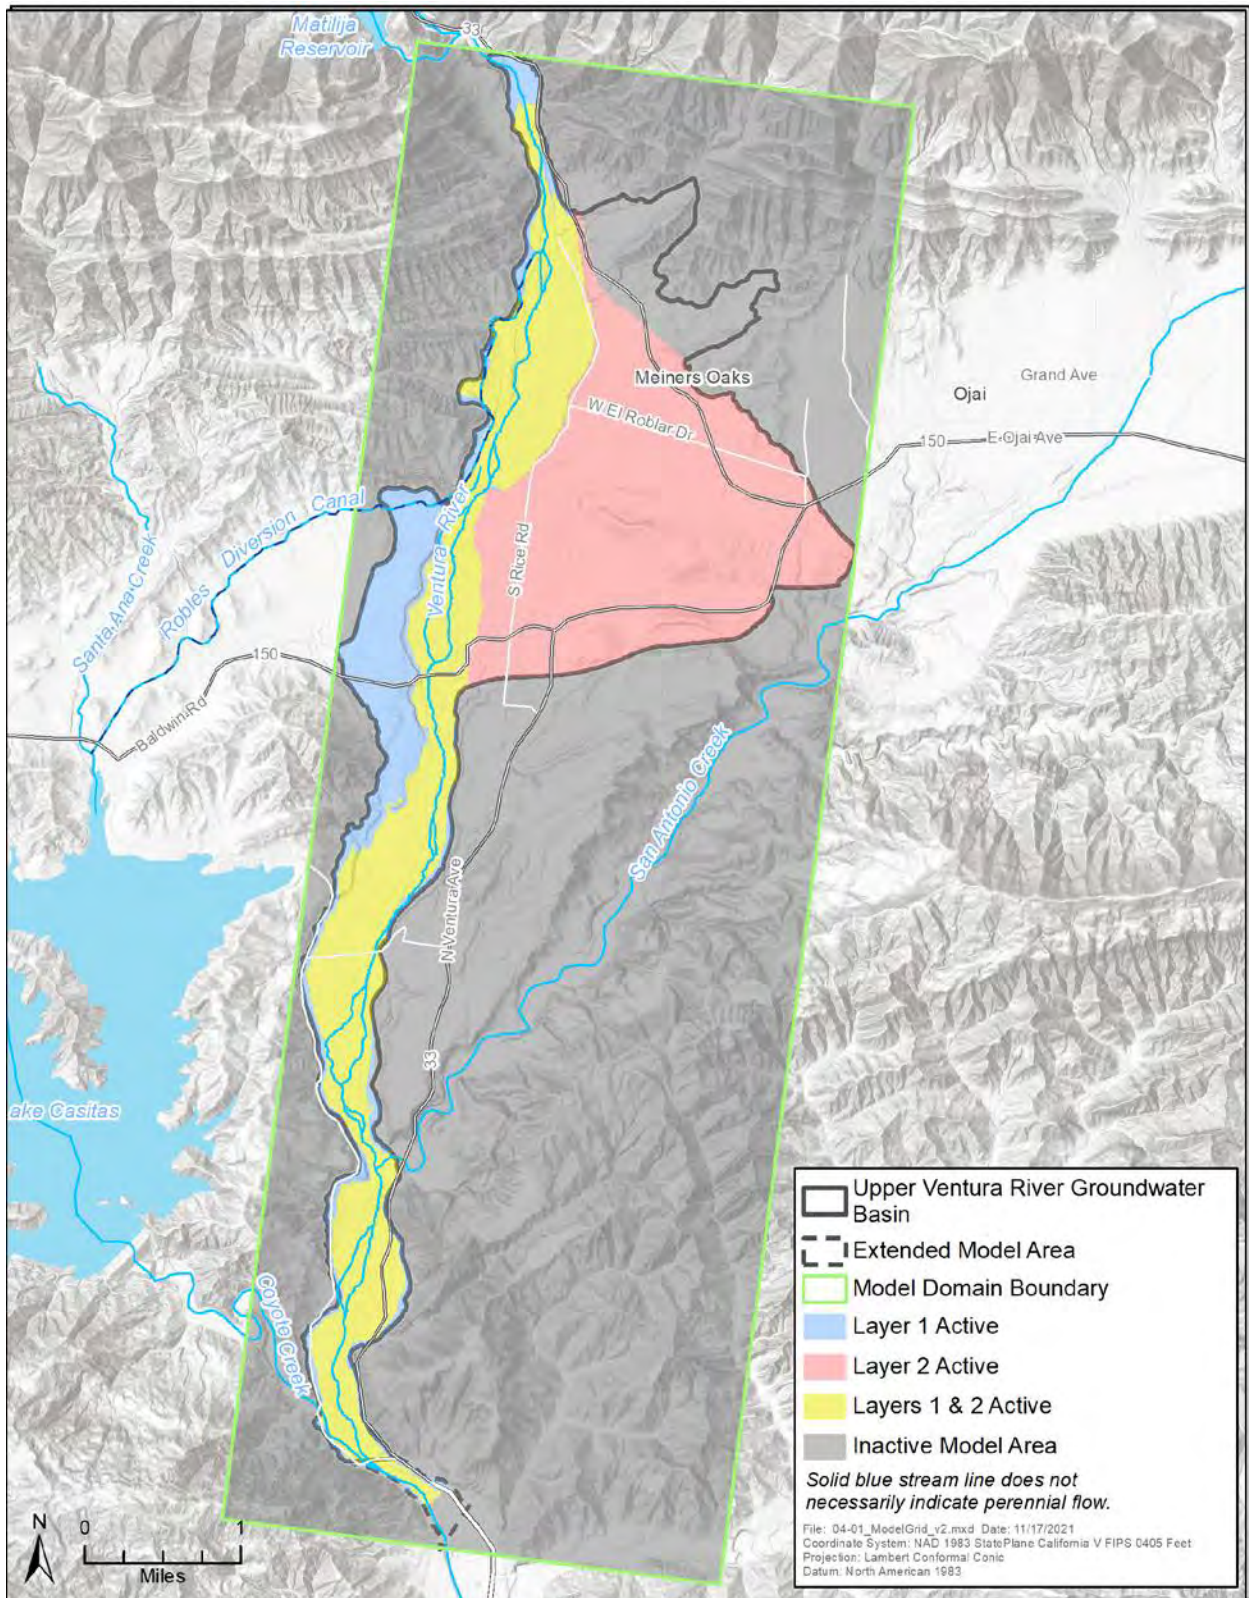 Matilija
Reservoir
33
Meiners Oaks
Grand Ave
Ojai
W El Roblar Dr
150
E Ojai Ave
Robles Diversion Canal
Ventura River
Santa Ana Creek
S Rice Rd
150
Baldwin Rd
San Antonio Creek
N Ventura Ave
33
ake Casitas
Coyote Creek
Upper Ventura River Groundwater
Basin
Extended Model Area
Model Domain Boundary
Layer 1 Active
Layer 2 Active
Layers 1 & 2 Active
Inactive Model Area
Solid blue stream line does not
necessarily indicate perennial flow.
File: 04-01_ModelGrid_v2.mxd Date: 11/17/2021
Coordinate System: NAD 1983 StatePlane California V FIPS 0405 Feet
Projection: Lambert Conformal Conic
Datum: North American 1983
N
0 1
Miles